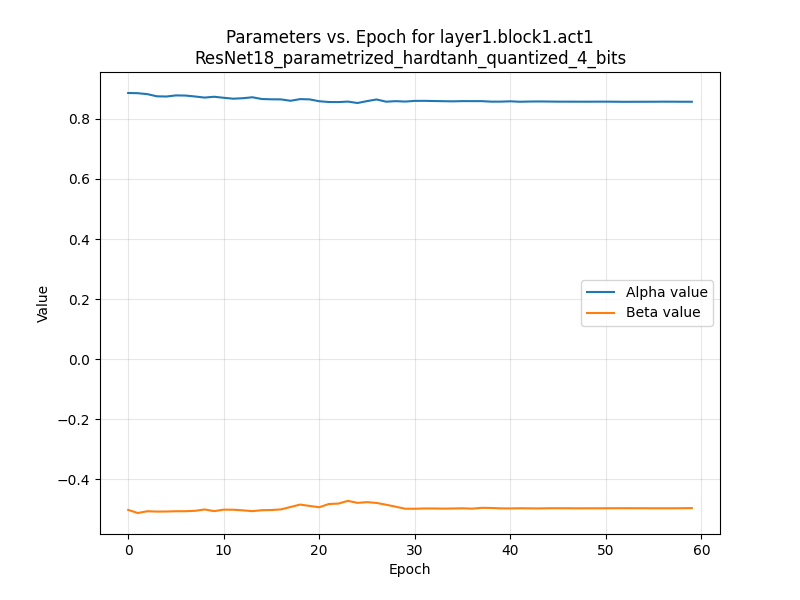 Parameters vs. Epoch for layer1.block1.act1
ResNet18_parametrized_hardtanh_quantized_4_bits
Value
0.8
0.6
0.4
0.2
0.0
−0.2
−0.4
Alpha value
Beta value
0 10 20 30 40 50 60
Epoch